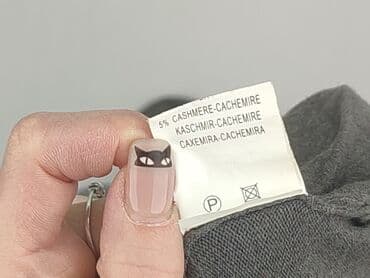 5% CASHMERE-CACHEMIRE
KASCHMIR-CACHEMIRE
CAXEMIRA-CACHEMIRA
P